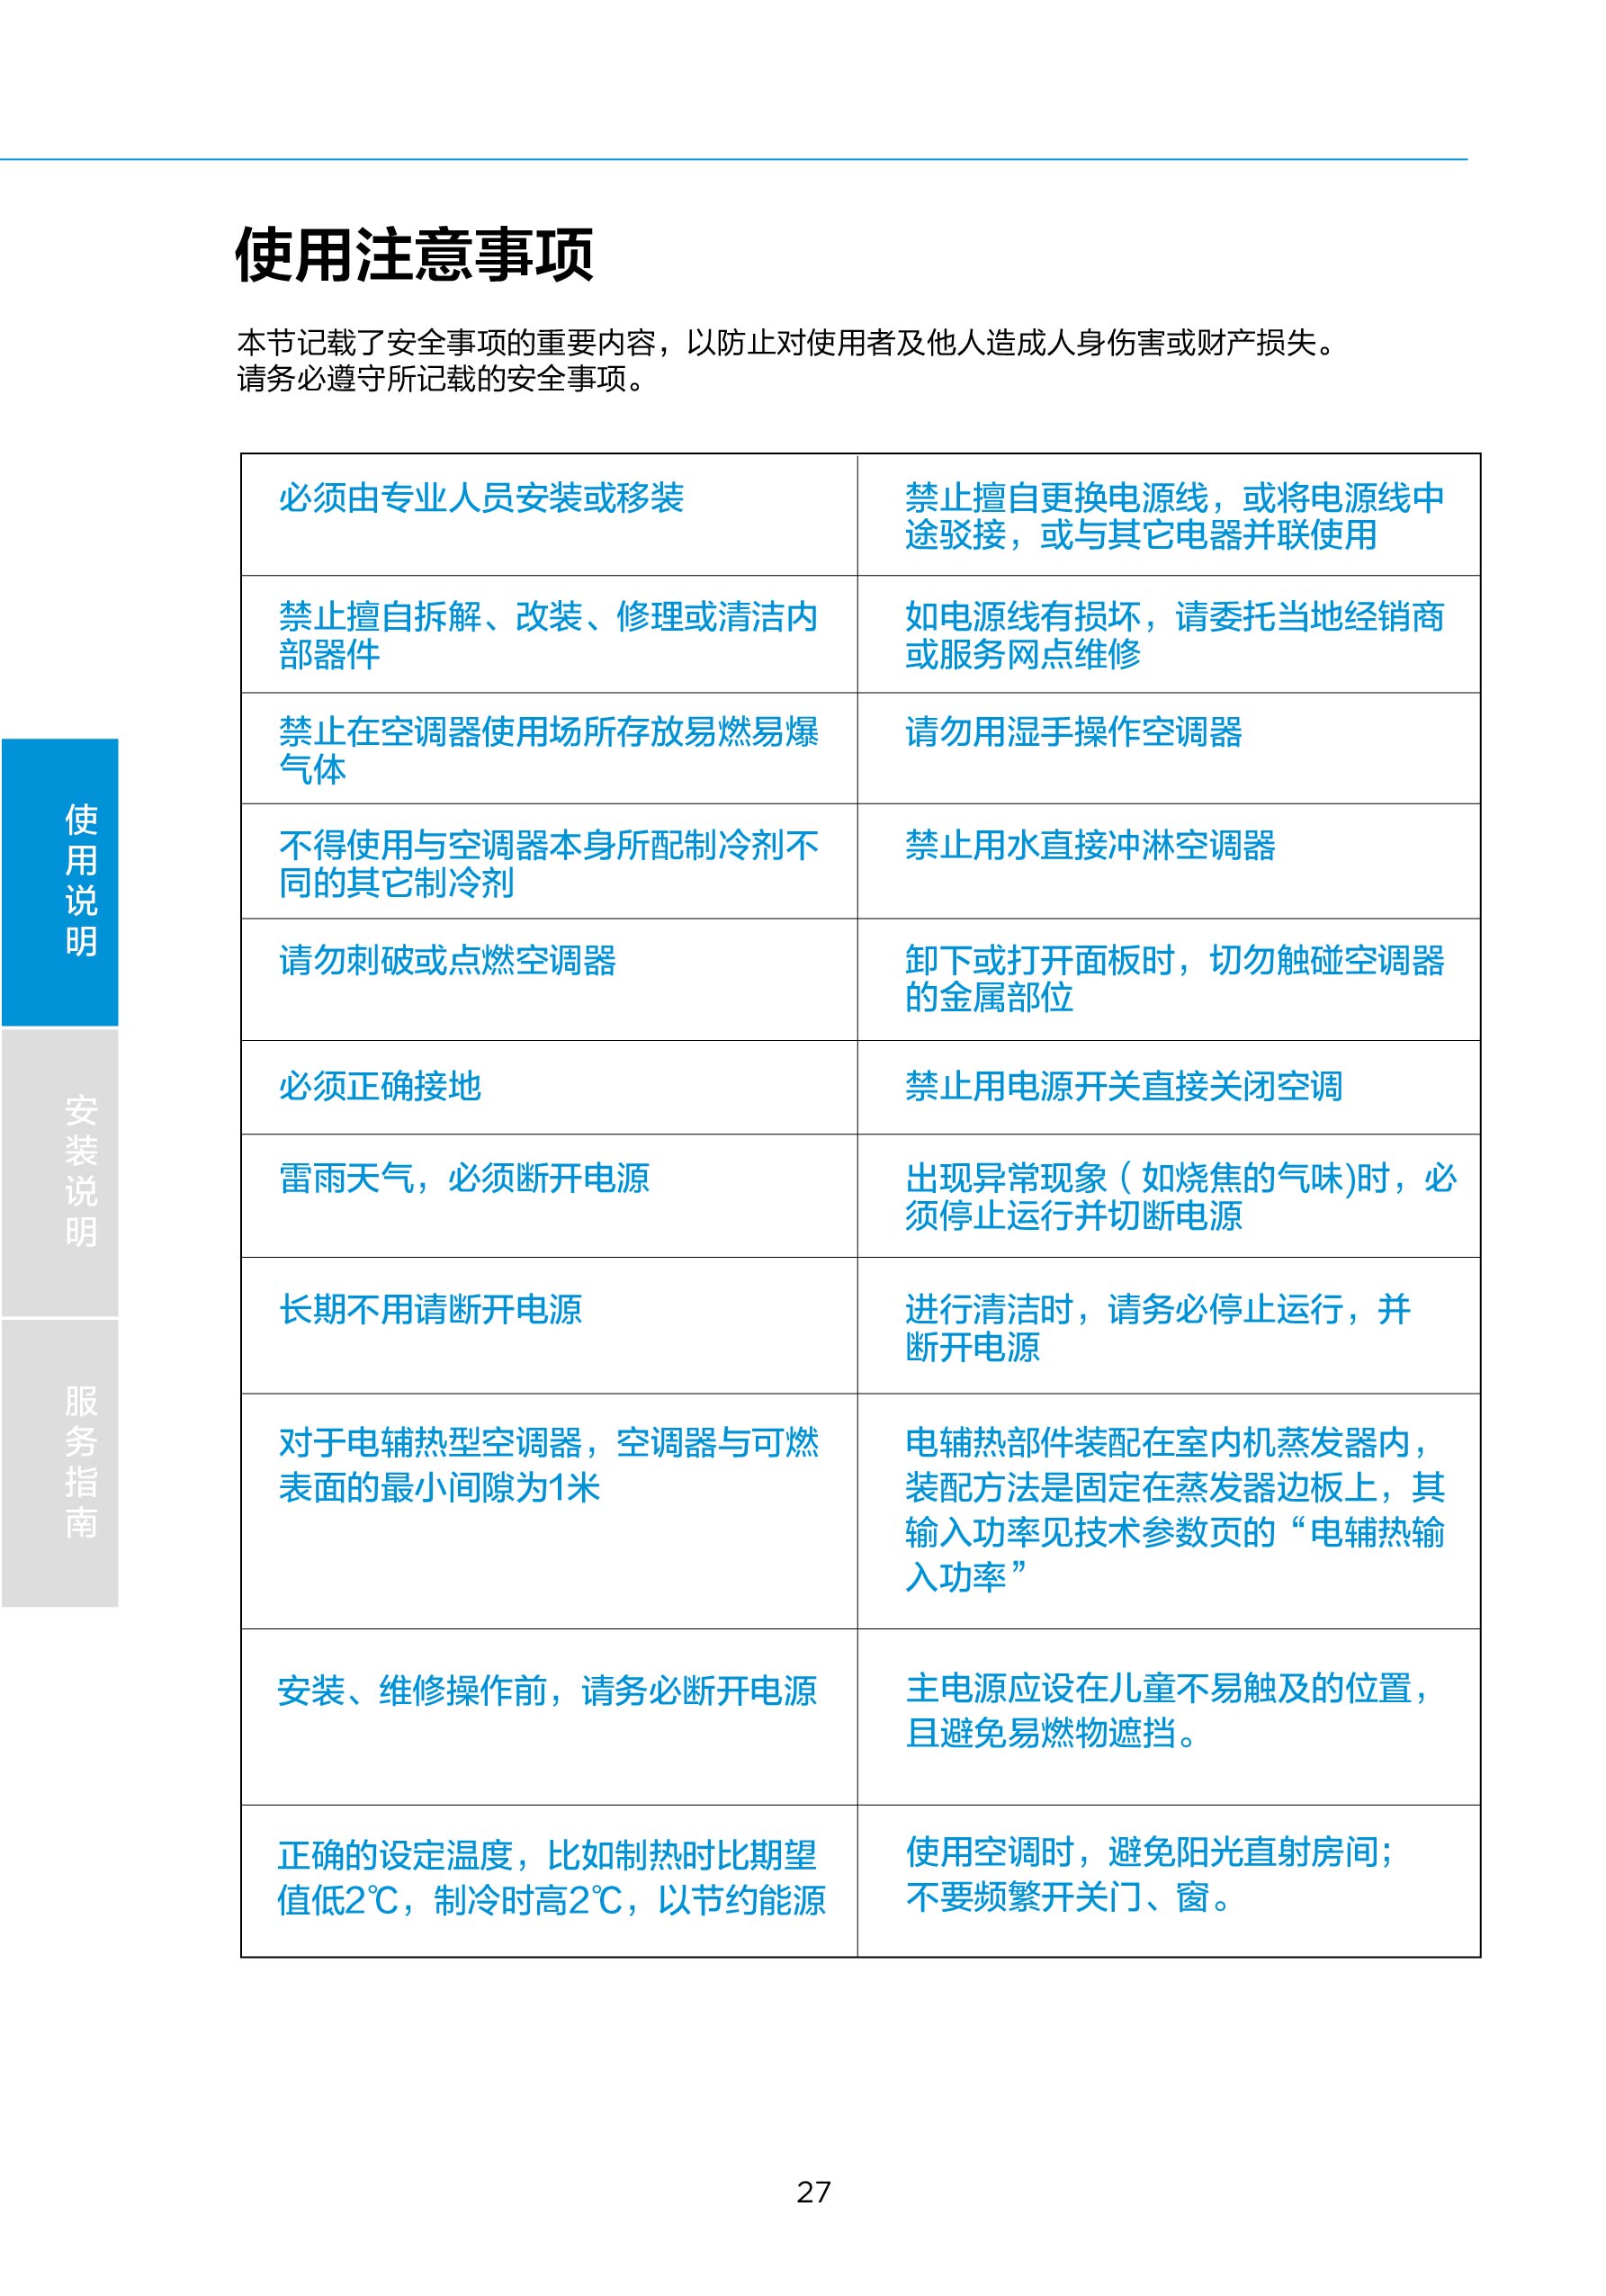 使用注意事项
本节记载了安全事项的重要内容，以防止对使用者及他人造成人身伤害或财产损失。
请务必遵守所记载的安全事项。
必须由专业人员安装或移装
禁止擅自更换电源线，或将电源线中
途驳接，或与其它电器并联使用
禁止擅自拆解、改装、修理或清洁内
部器件
如电源线有损坏，请委托当地经销商
或服务网点维修
禁止在空调器使用场所存放易燃易爆
气体
请勿用湿手操作空调器
不得使用与空调器本身所配制冷剂不
同的其它制冷剂
禁止用水直接冲淋空调器
请勿刺破或点燃空调器
卸下或打开面板时，切勿触碰空调器
的金属部位
必须正确接地
禁止用电源开关直接关闭空调
雷雨天气，必须断开电源
出现异常现象（如烧焦的气味)时，必
须停止运行并切断电源
长期不用请断开电源
进行清洁时，请务必停止运行，并
断开电源
对于电辅热型空调器，空调器与可燃
表面的最小间隙为1米
电辅热部件装配在室内机蒸发器内，
装配方法是固定在蒸发器边板上，其
输入功率见技术参数页的“电辅热输
入功率”
安装、维修操作前，请务必断开电源
主电源应设在儿童不易触及的位置，
且避免易燃物遮挡。
正确的设定温度，比如制热时比期望
值低2℃，制冷时高2℃，以节约能源
使用空调时，避免阳光直射房间；
不要频繁开关门、窗。
使用说明
安装说明
服务指南
27